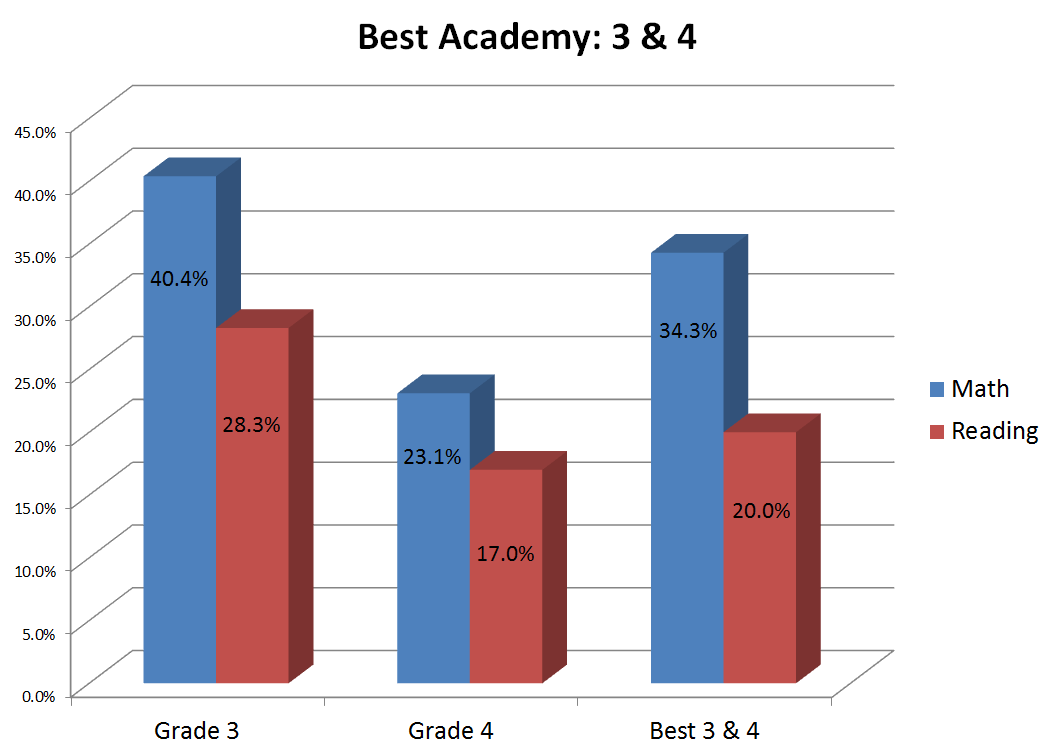 Best Academy: 3 & 4
45.0%
40.0%
35.0%
30.0%
25.0%
20.0%
15.0%
10.0%
5.0%
0.0%
40.4%
28.3%
23.1%
17.0%
34.3%
20.0%
Grade 3
Grade 4
Best 3 & 4
Math
Reading